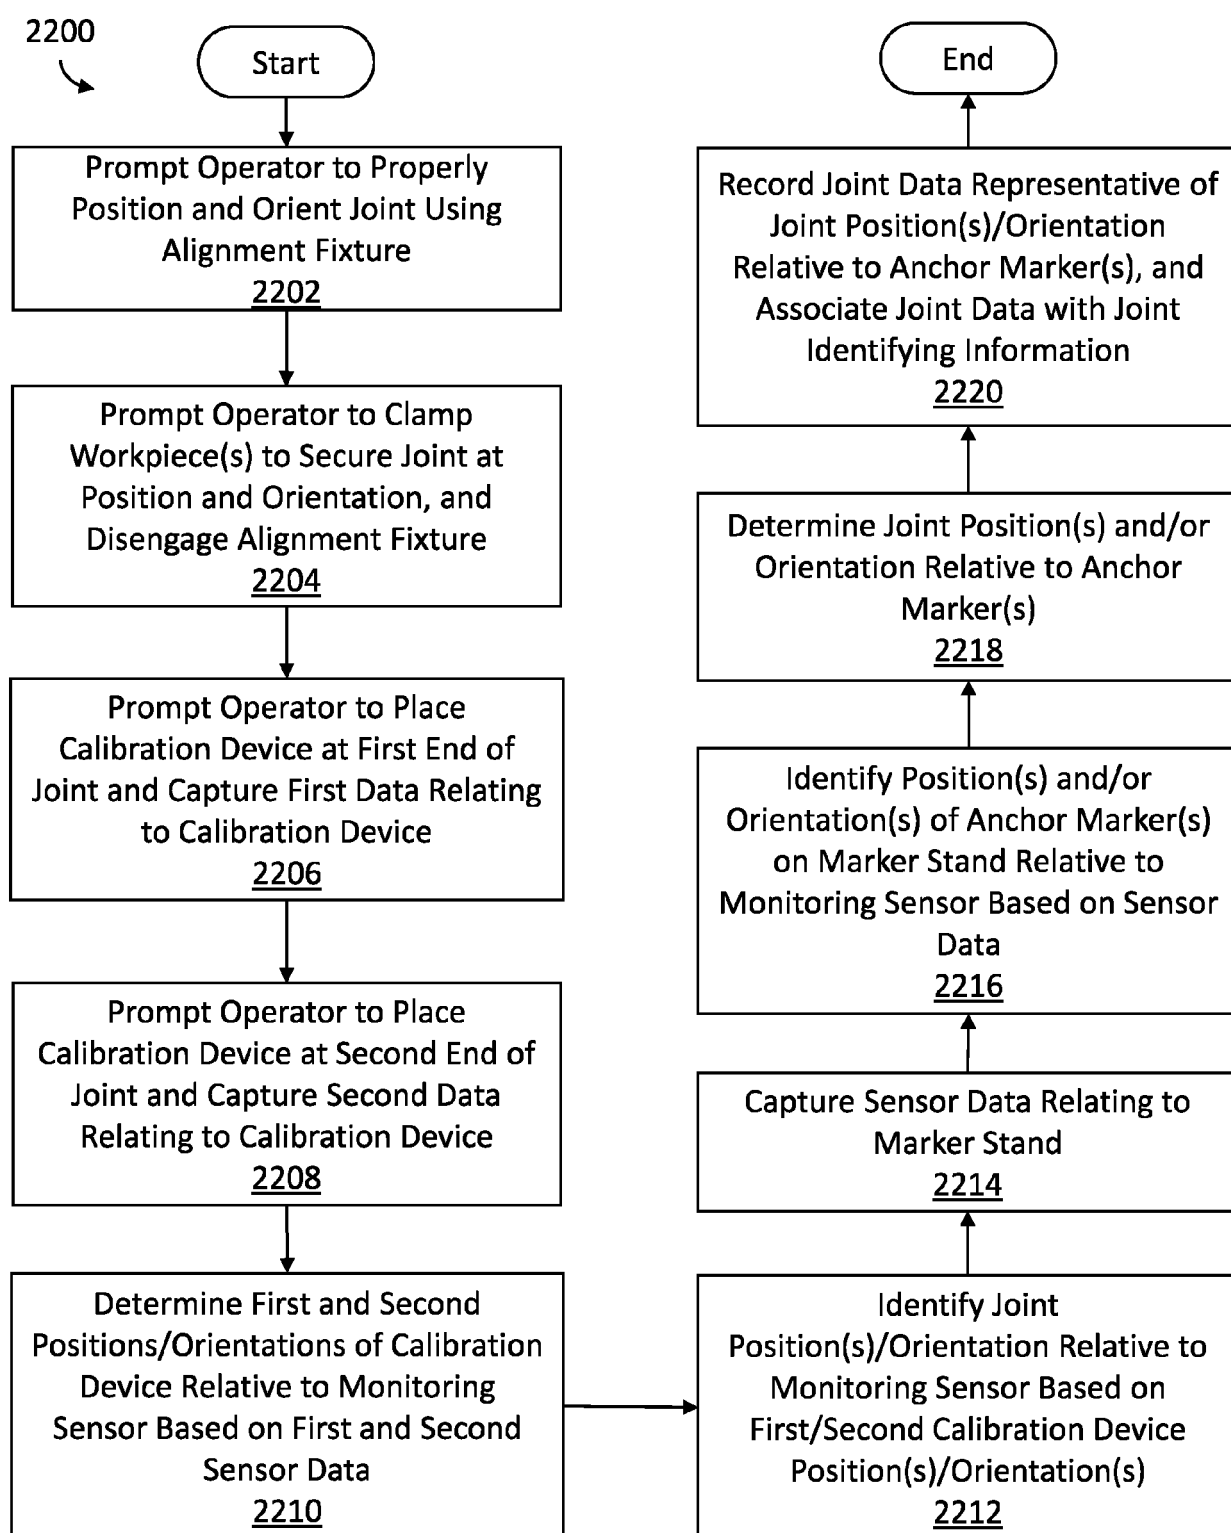 2200
Start
Prompt Operator to Properly
Position and Orient Joint Using
Alignment Fixture
2202
Prompt Operator to Clamp
Workpiece(s) to Secure Joint at
Position and Orientation, and
Disengage Alignment Fixture
2204
Prompt Operator to Place
Calibration Device at First End of
Joint and Capture First Data Relating
to Calibration Device
2206
Prompt Operator to Place
Calibration Device at Second End of
Joint and Capture Second Data
Relating to Calibration Device
2208
Determine First and Second
Positions/Orientations of Calibration
Device Relative to Monitoring
Sensor Based on First and Second
Sensor Data
2210
Identify Joint
Position(s)/Orientation Relative to
Monitoring Sensor Based on
First/Second Calibration Device
Position(s)/Orientation(s)
2212
Capture Sensor Data Relating to
Marker Stand
2214
Identify Position(s) and/or
Orientation(s) of Anchor Marker(s)
on Marker Stand Relative to
Monitoring Sensor Based on Sensor
Data
2216
Determine Joint Position(s) and/or
Orientation Relative to Anchor
Marker(s)
2218
Record Joint Data Representative of
Joint Position(s)/Orientation
Relative to Anchor Marker(s), and
Associate Joint Data with Joint
Identifying Information
2220
End